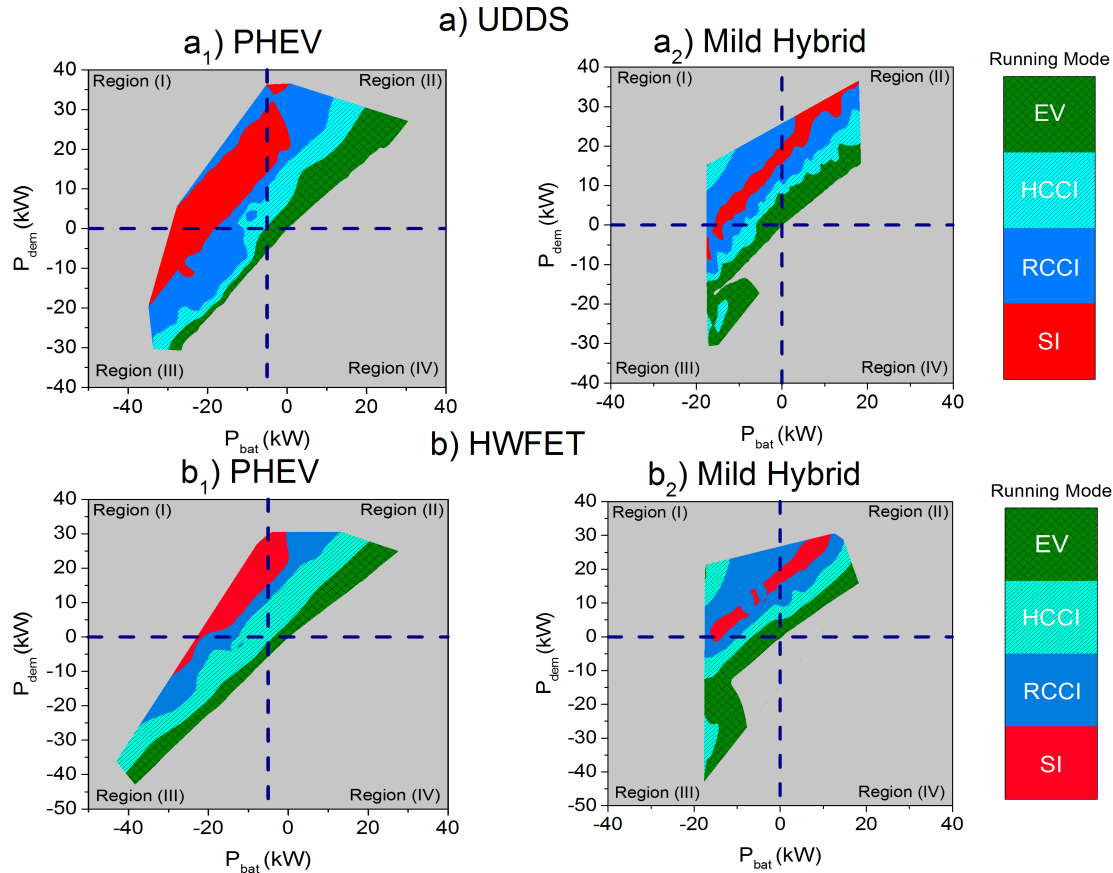 a) UDDS
a1) PHEV
a2) Mild Hybrid
Region (I)
Region (II)
Region (III)
Region (IV)
40
30
20
10
0
-10
-20
-30
-40
-40
-20
0
20
40
Pdem (kW)
Pbat (kW)
Region (I)
Region (II)
Region (III)
Region (IV)
40
30
20
10
0
-10
-20
-30
-40
-40
-20
0
20
40
Pdem (kW)
Pbat (kW)
Running Mode
EV
HCCI
RCCI
SI
b) HWFET
b1) PHEV
b2) Mild Hybrid
Region (I)
Region (II)
Region (III)
Region (IV)
40
30
20
10
0
-10
-20
-30
-40
-50
-40
-20
0
20
40
Pdem (kW)
Pbat (kW)
Region (I)
Region (II)
Region (III)
Region (IV)
40
30
20
10
0
-10
-20
-30
-40
-50
-40
-20
0
20
40
Pdem (kW)
Pbat (kW)
Running Mode
EV
HCCI
RCCI
SI